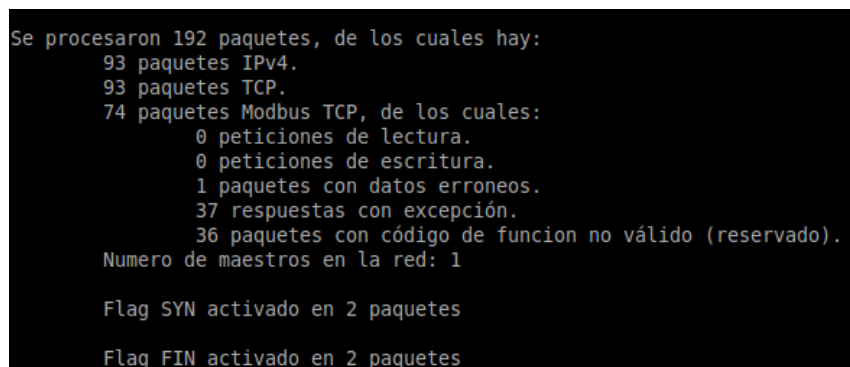 Se procesaron 192 paquetes, de los cuales hay:
93 paquetes IPv4.
93 paquetes TCP.
74 paquetes Modbus TCP, de los cuales:
0 peticiones de lectura.
0 peticiones de escritura.
1 paquetes con datos erroneos.
37 respuestas con excepción.
36 paquetes con código de funcion no válido (reservado).
Numero de maestros en la red: 1
Flag SYN activado en 2 paquetes
Flag FIN activado en 2 paquetes